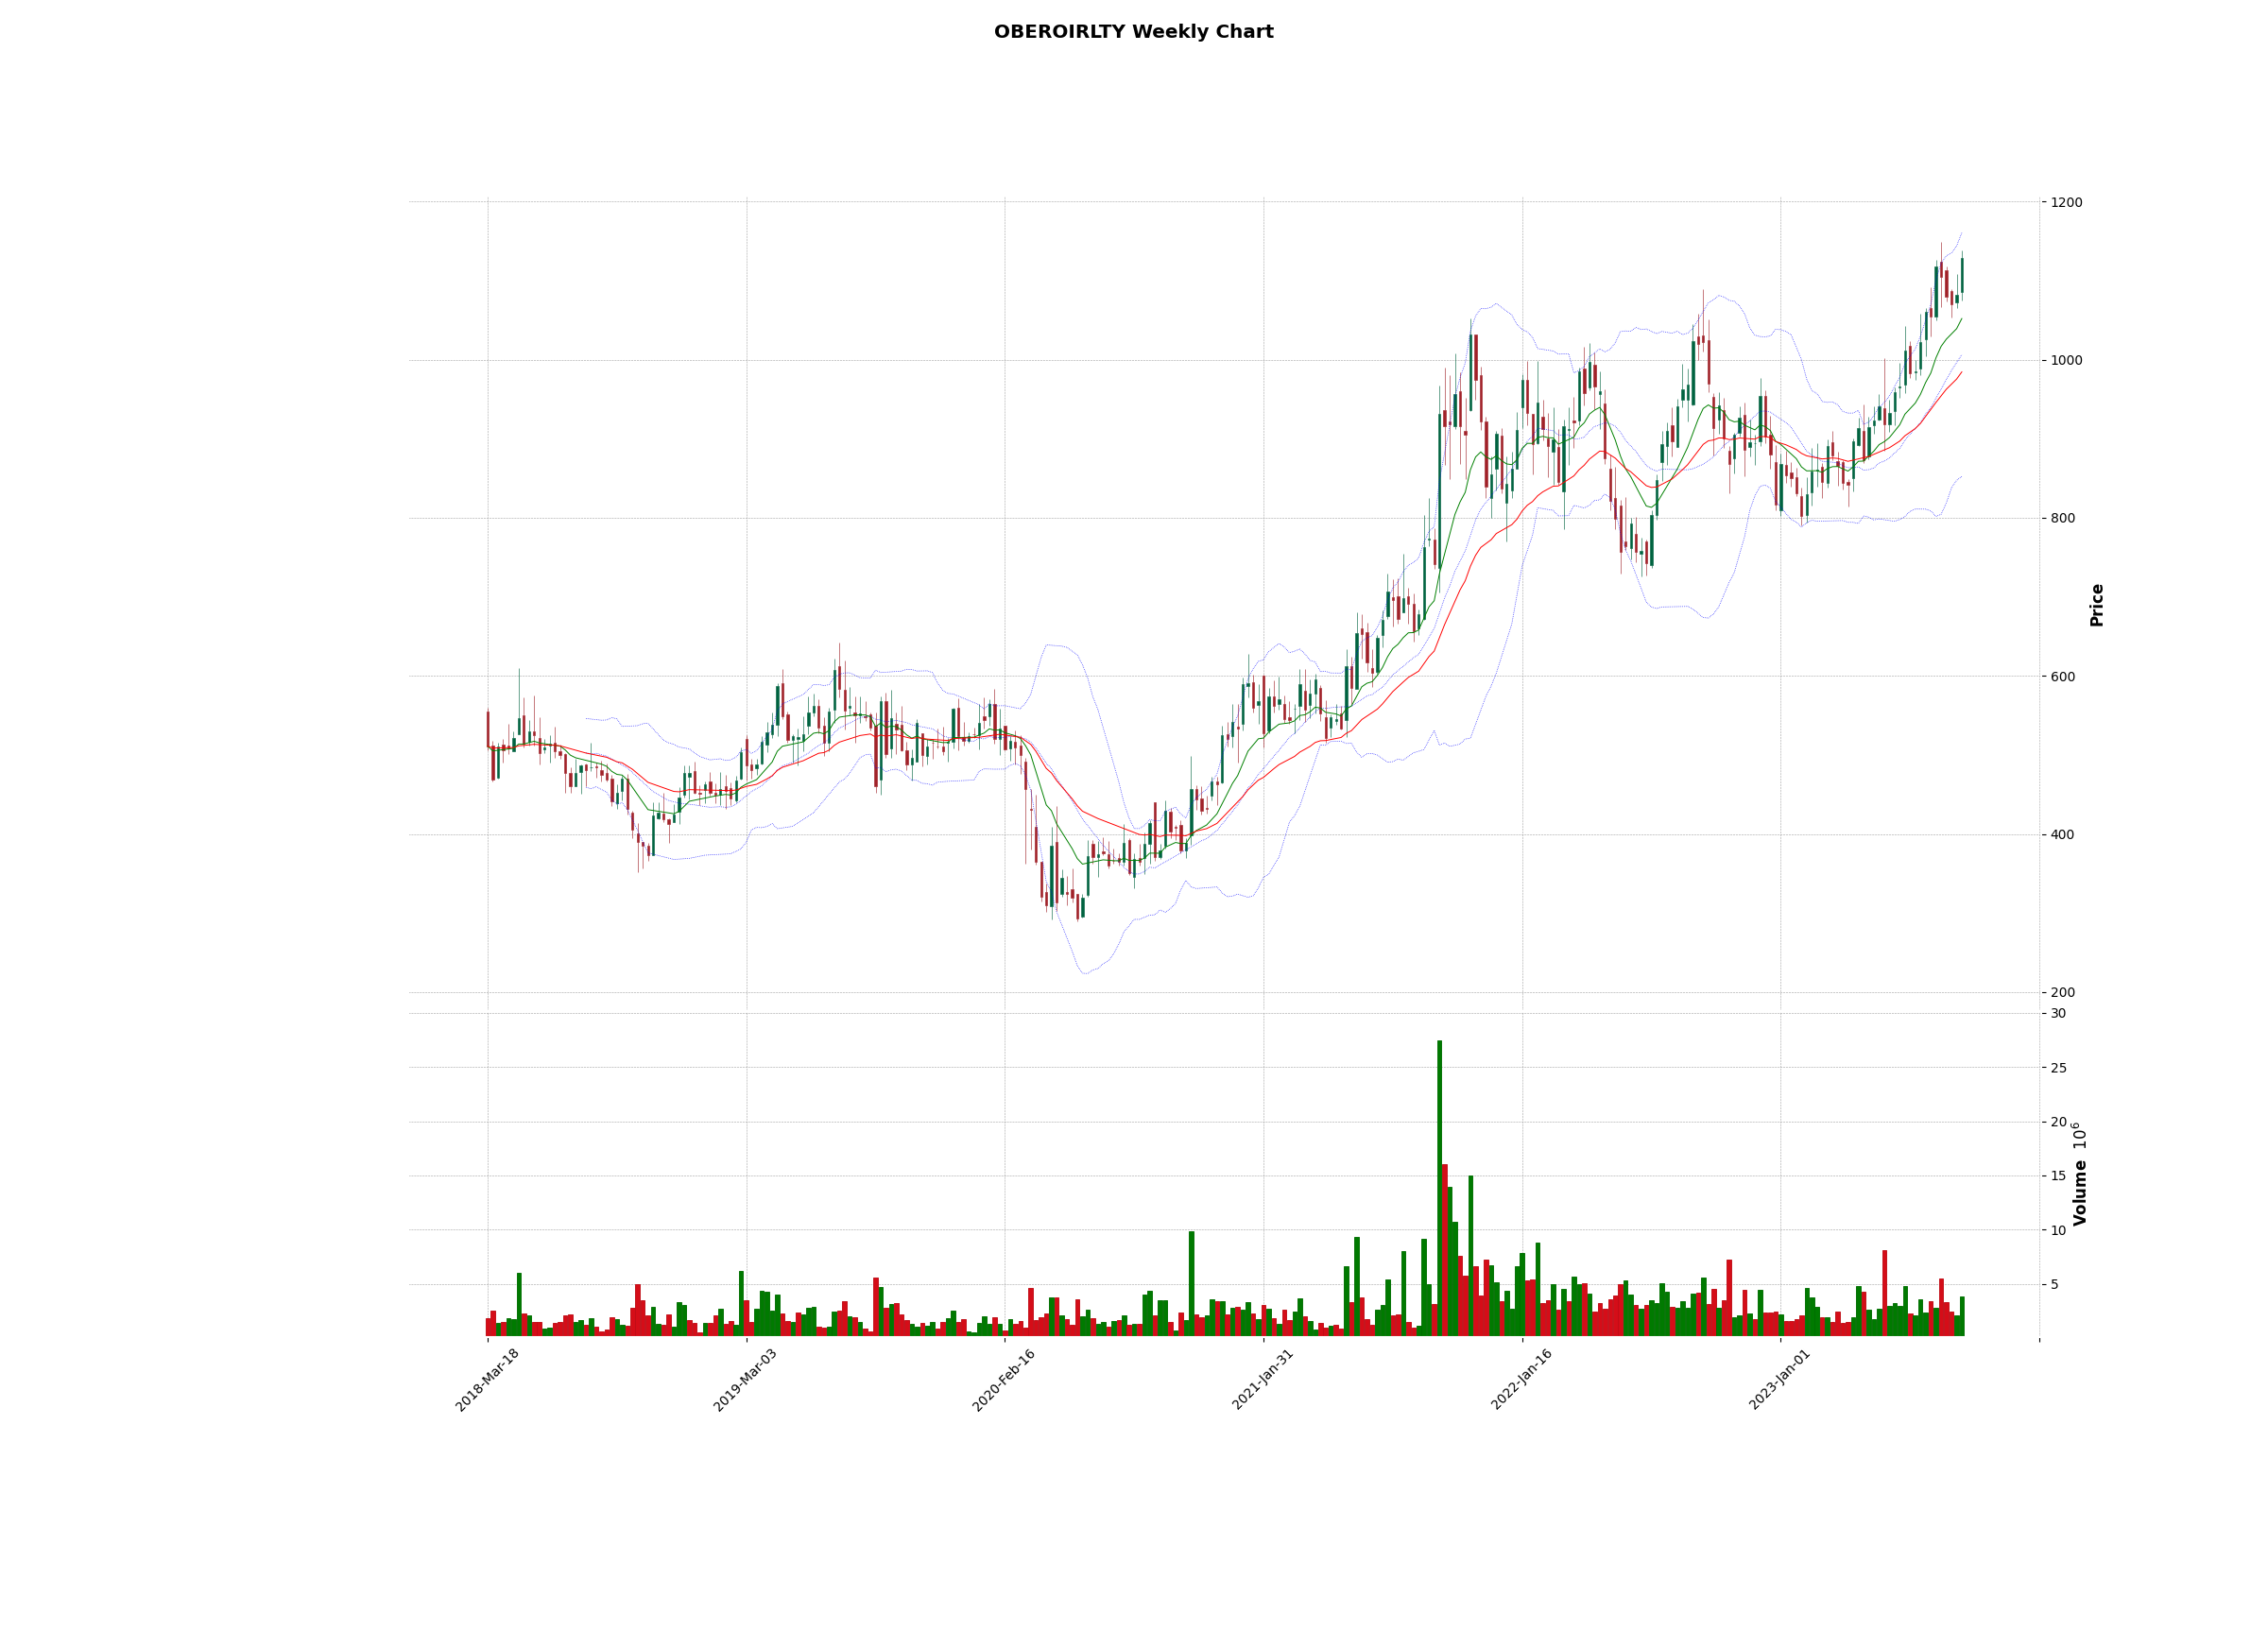 OBEROIRLTY Weekly Chart
1200
1000
800
600
400
200
Price
30
25
20
15
10
5
Volume 10^6
2018-Mar-18
2019-Mar-03
2020-Feb-16
2021-Jan-31
2022-Jan-16
2023-Jan-01